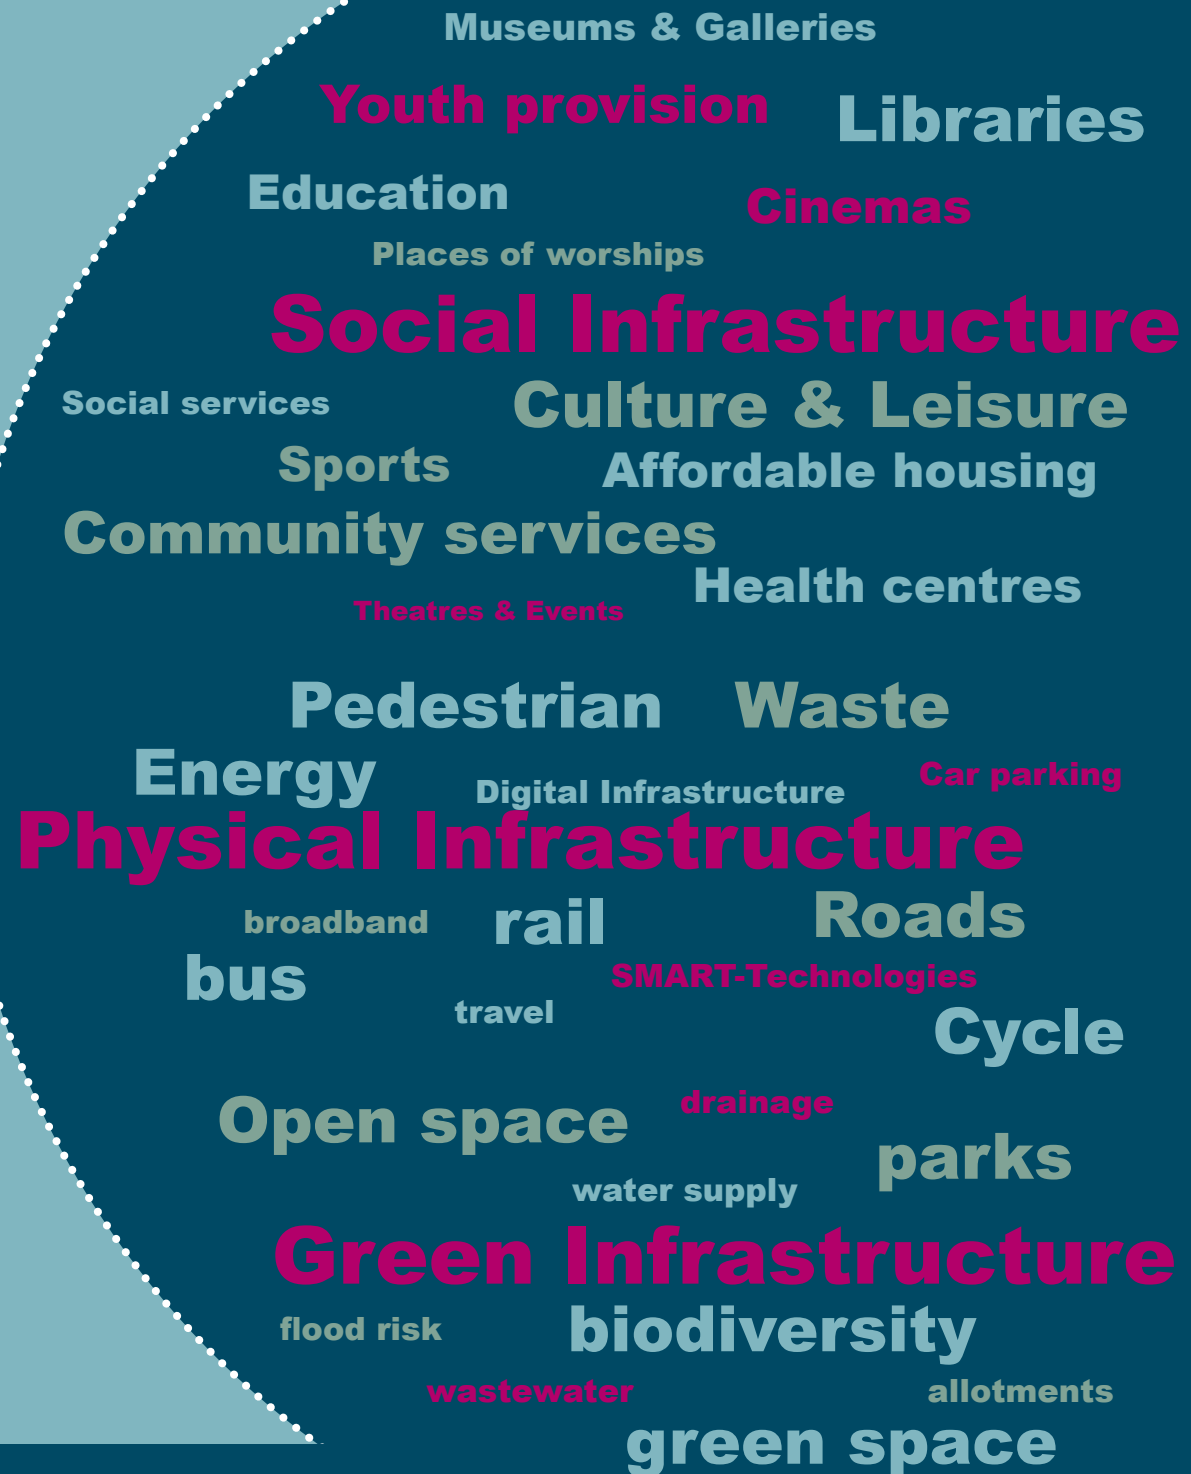 Museums & Galleries
Youth provision
Libraries
Education
Cinemas
Places of worships
Social Infrastructure
Social services
Culture & Leisure
Sports
Affordable housing
Community services
Health centres
Theatres & Events
Pedestrian
Waste
Energy
Digital Infrastructure
Car parking
Physical Infrastructure
broadband
rail
Roads
bus
SMART-Technologies
travel
Cycle
Open space
drainage
parks
water supply
Green Infrastructure
flood risk
biodiversity
wastewater
allotments
green space